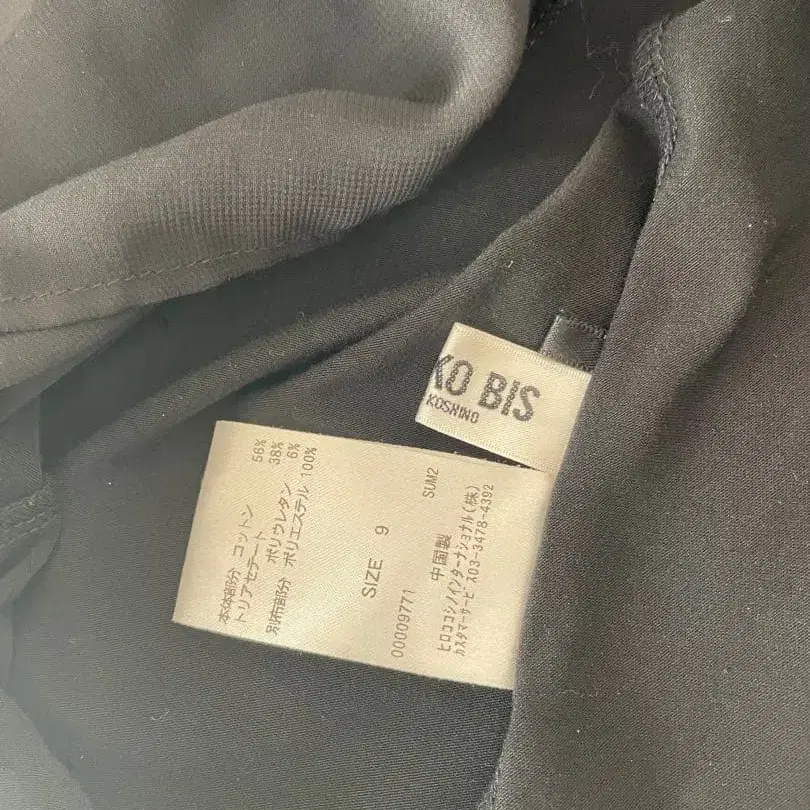 KO BIS
KOSHINO
本体部分 コットン 56%
トリアセテート 38%
ポリウレタン 6%
別布部分 ポリエステル 100%
SIZE 9
00009771 SUM2
中国製
ヒロココシノインターナショナル(株)
カスタマーサービス03-3478-4392